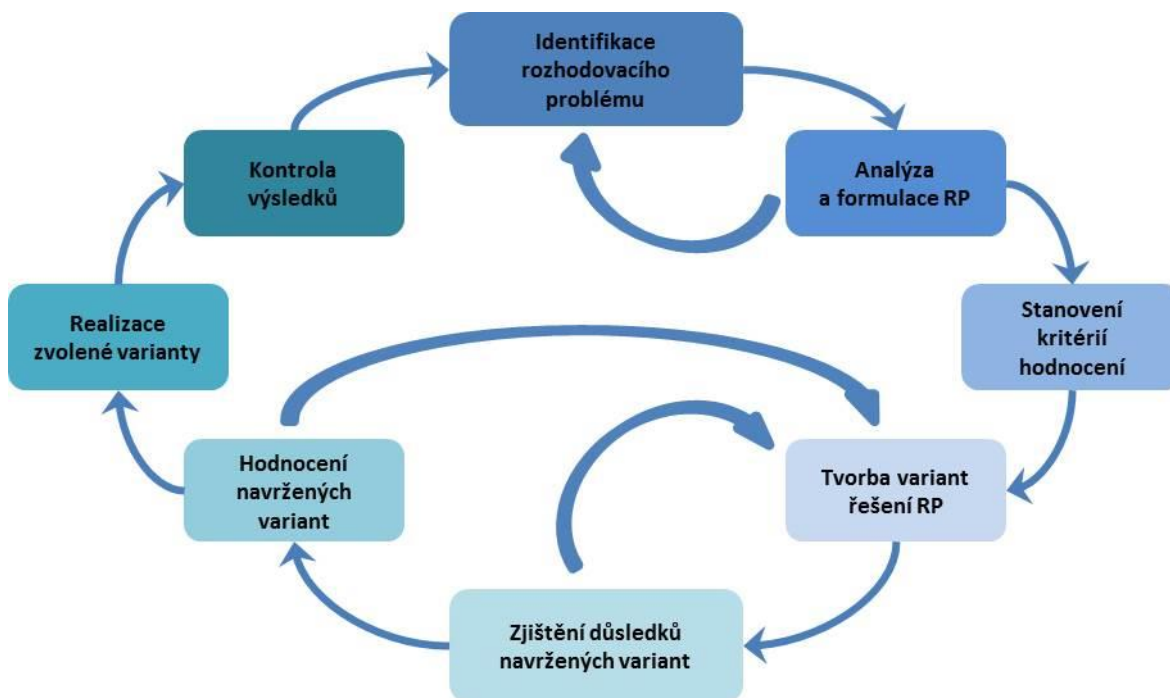 Identifikace
rozhodovacího
problému
Analýza
a formulace RP
Stanovení
kritérií
hodnocení
Tvorba variant
řešení RP
Zjištění důsledků
navržených variant
Hodnocení
navržených
variant
Realizace
zvolené varianty
Kontrola
výsledků